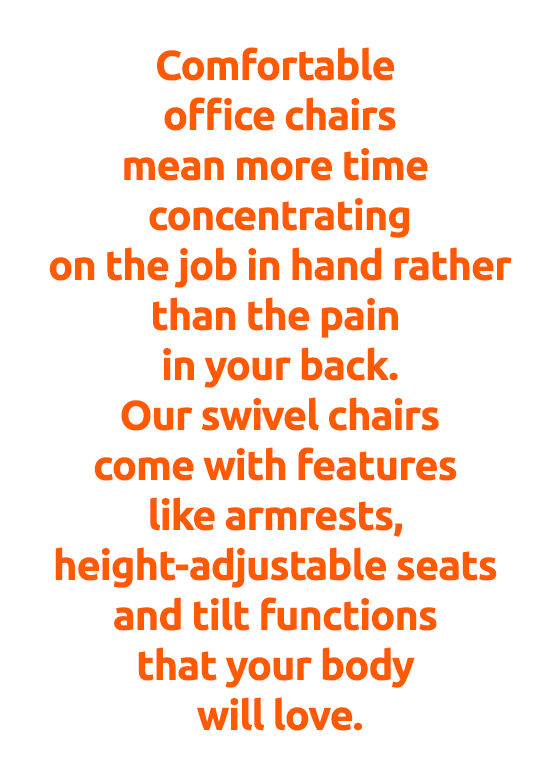 Comfortable
office chairs
mean more time
concentrating
on the job in hand rather
than the pain
in your back.
Our swivel chairs
come with features
like armrests,
height-adjustable seats
and tilt functions
that your body
will love.